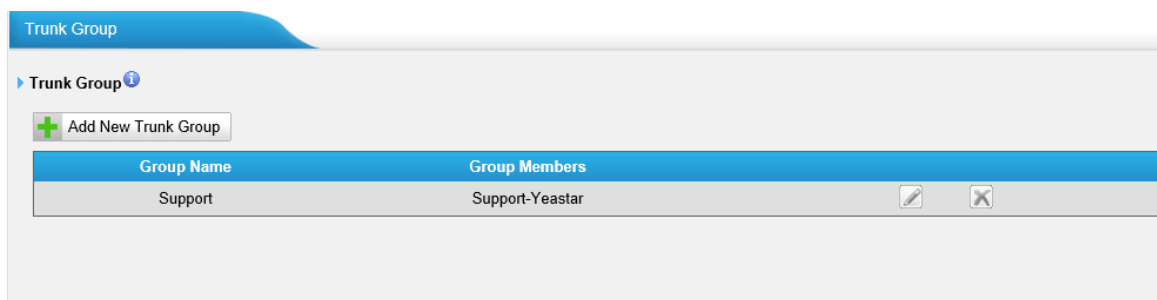 Trunk Group
Trunk Group
Add New Trunk Group
Group Name Group Members
Support Support-Yeastar